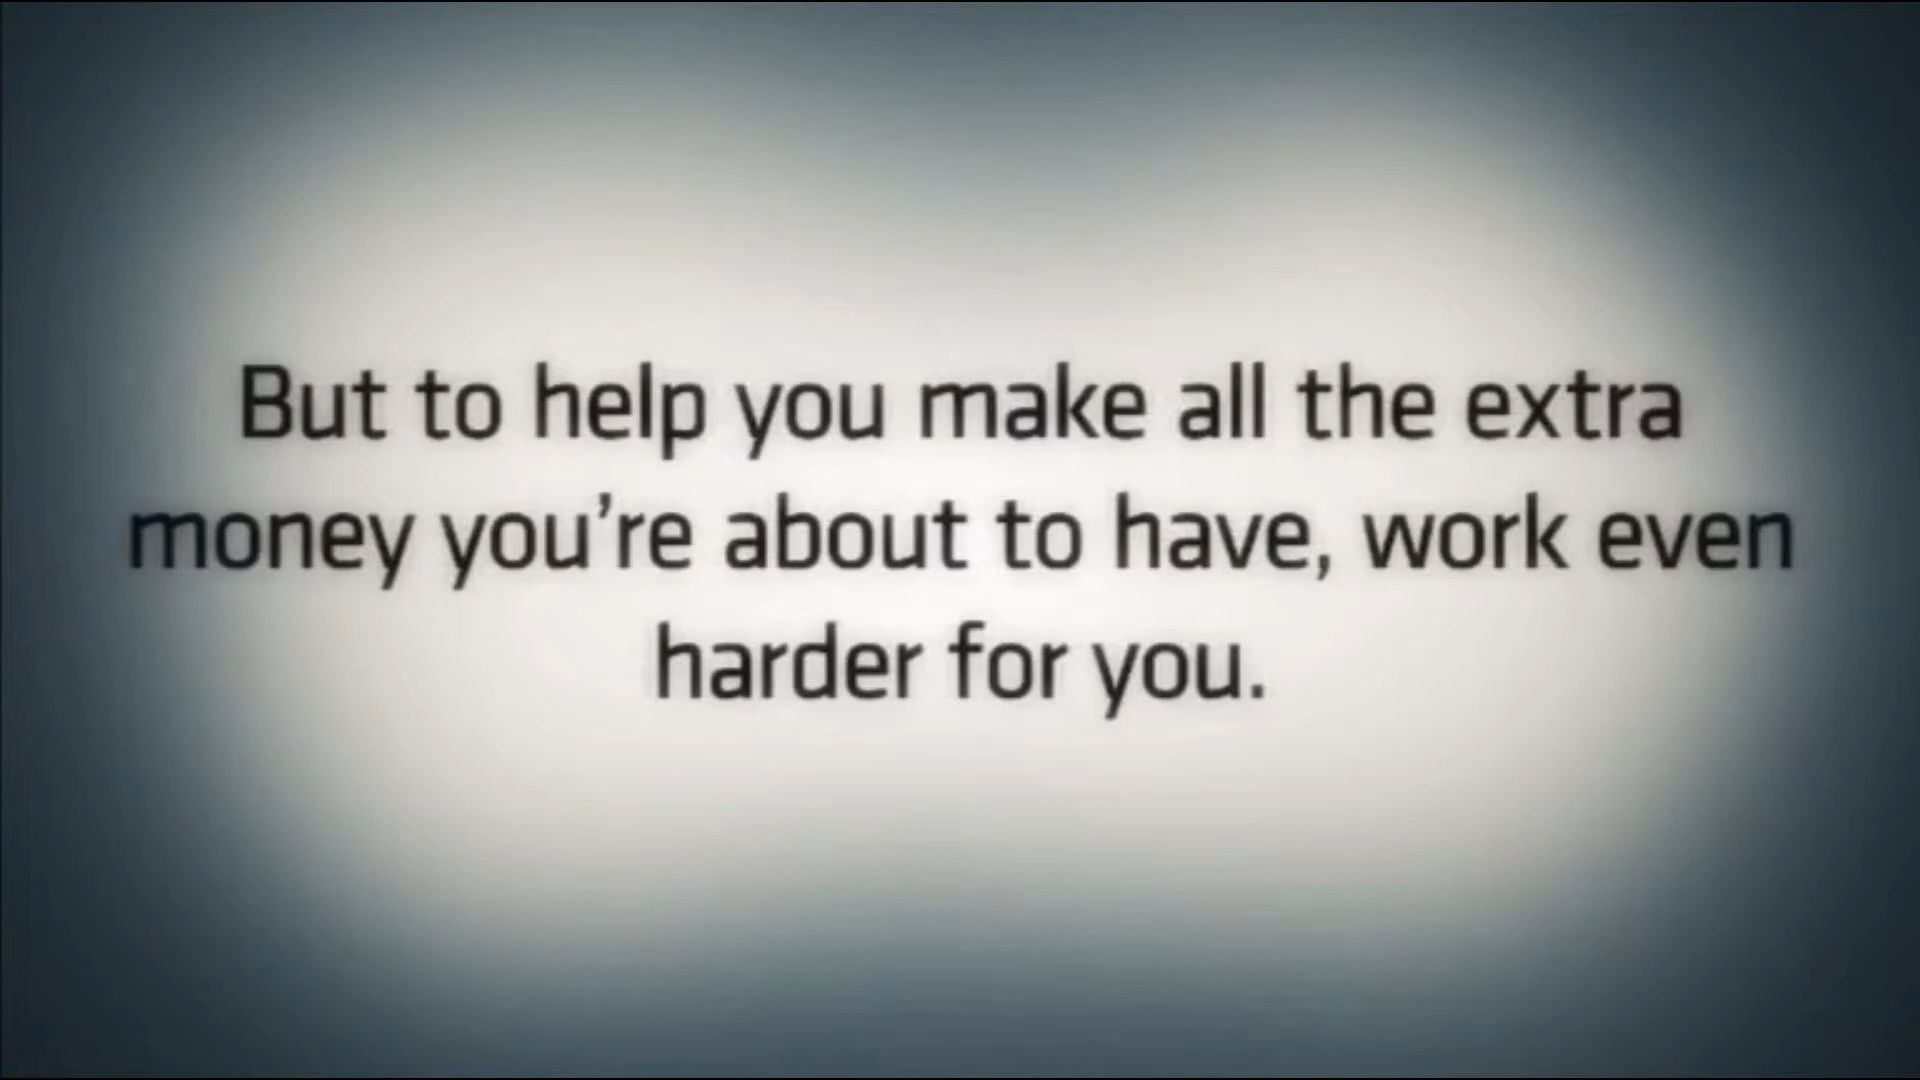 But to help you make all the extra
money you’re about to have, work even
harder for you.